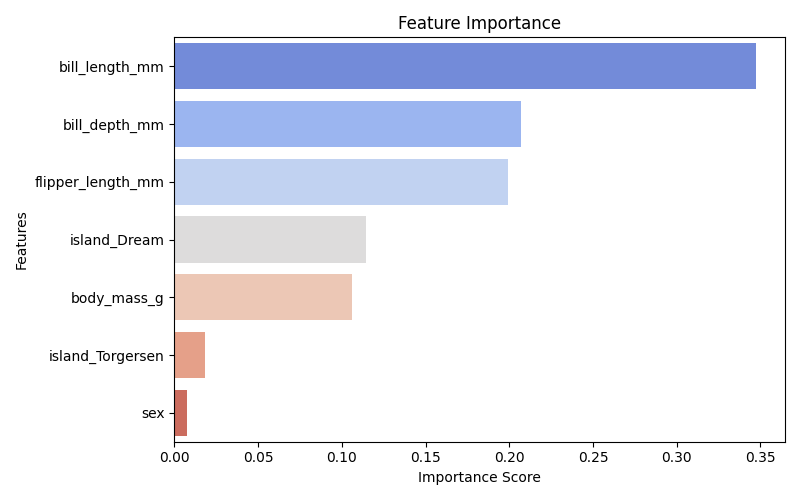 Feature Importance
Features
bill_length_mm
bill_depth_mm
flipper_length_mm
island_Dream
body_mass_g
island_Torgersen
sex
0.00 0.05 0.10 0.15 0.20 0.25 0.30 0.35
Importance Score